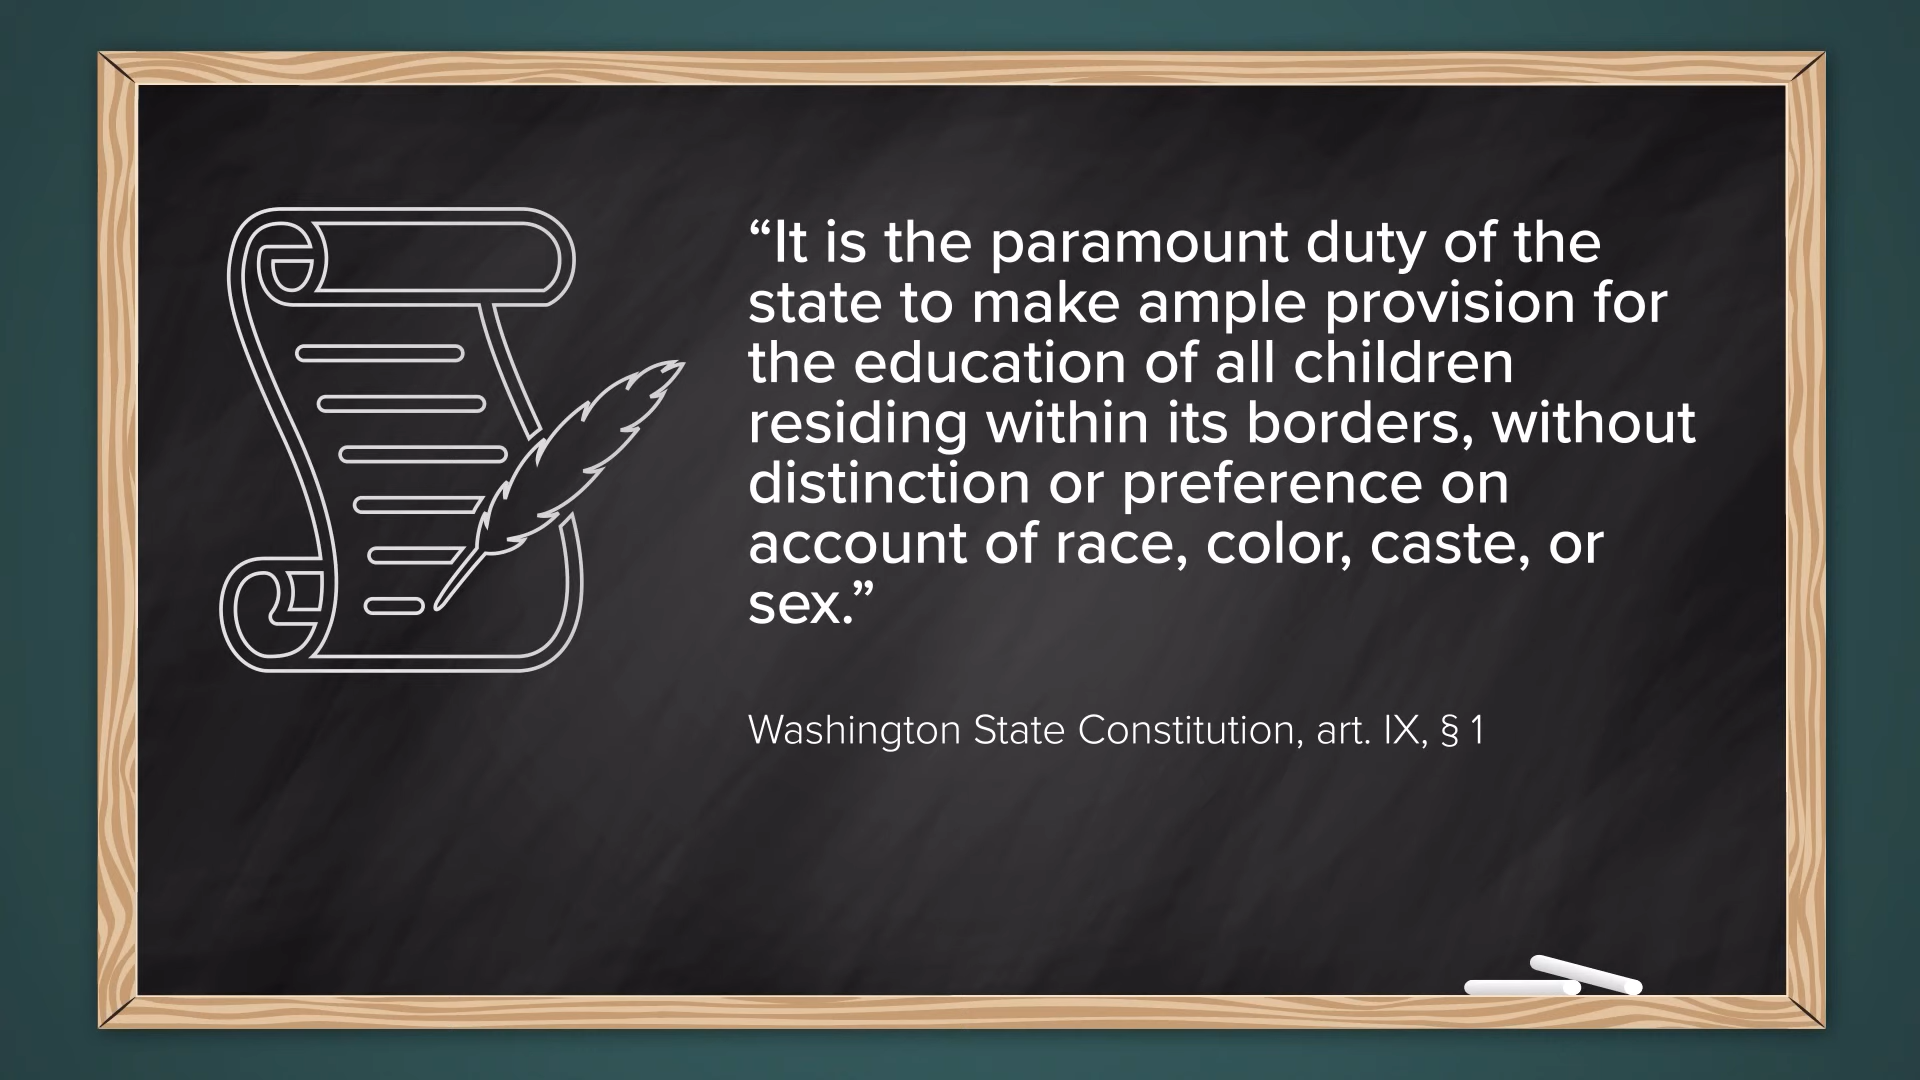 “It is the paramount duty of the
state to make ample provision for
the education of all children
residing within its borders, without
distinction or preference on
account of race, color, caste, or
sex.”
Washington State Constitution, art. IX, § 1